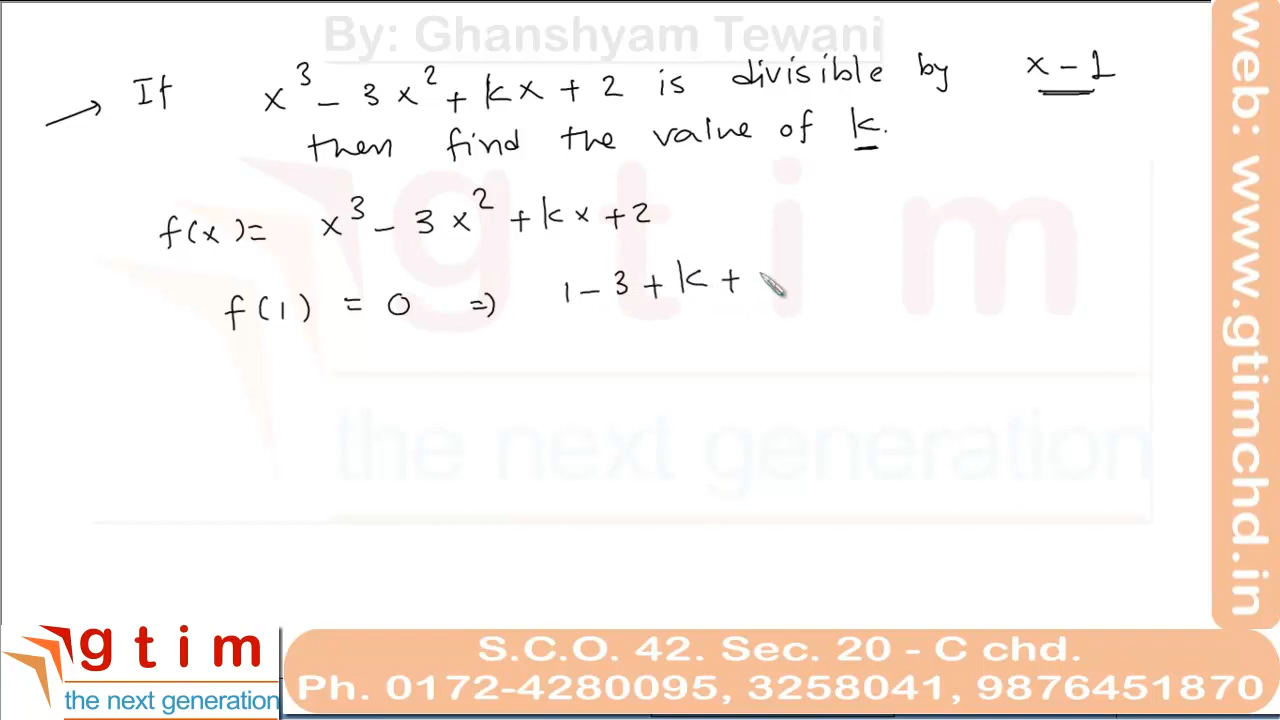 By: Ghanshyam Tewani
If x³ - 3x² + kx + 2 is divisible by x - 1
then find the value of k.
f(x) = x³ - 3x² + kx + 2
f(1) = 0 ⇒ 1 - 3 + k +
gtim
the next generation
web: www.gtimchd.in
gtim
the next generation
S.C.O. 42. Sec. 20 - C chd.
Ph. 0172-4280095, 3258041, 9876451870